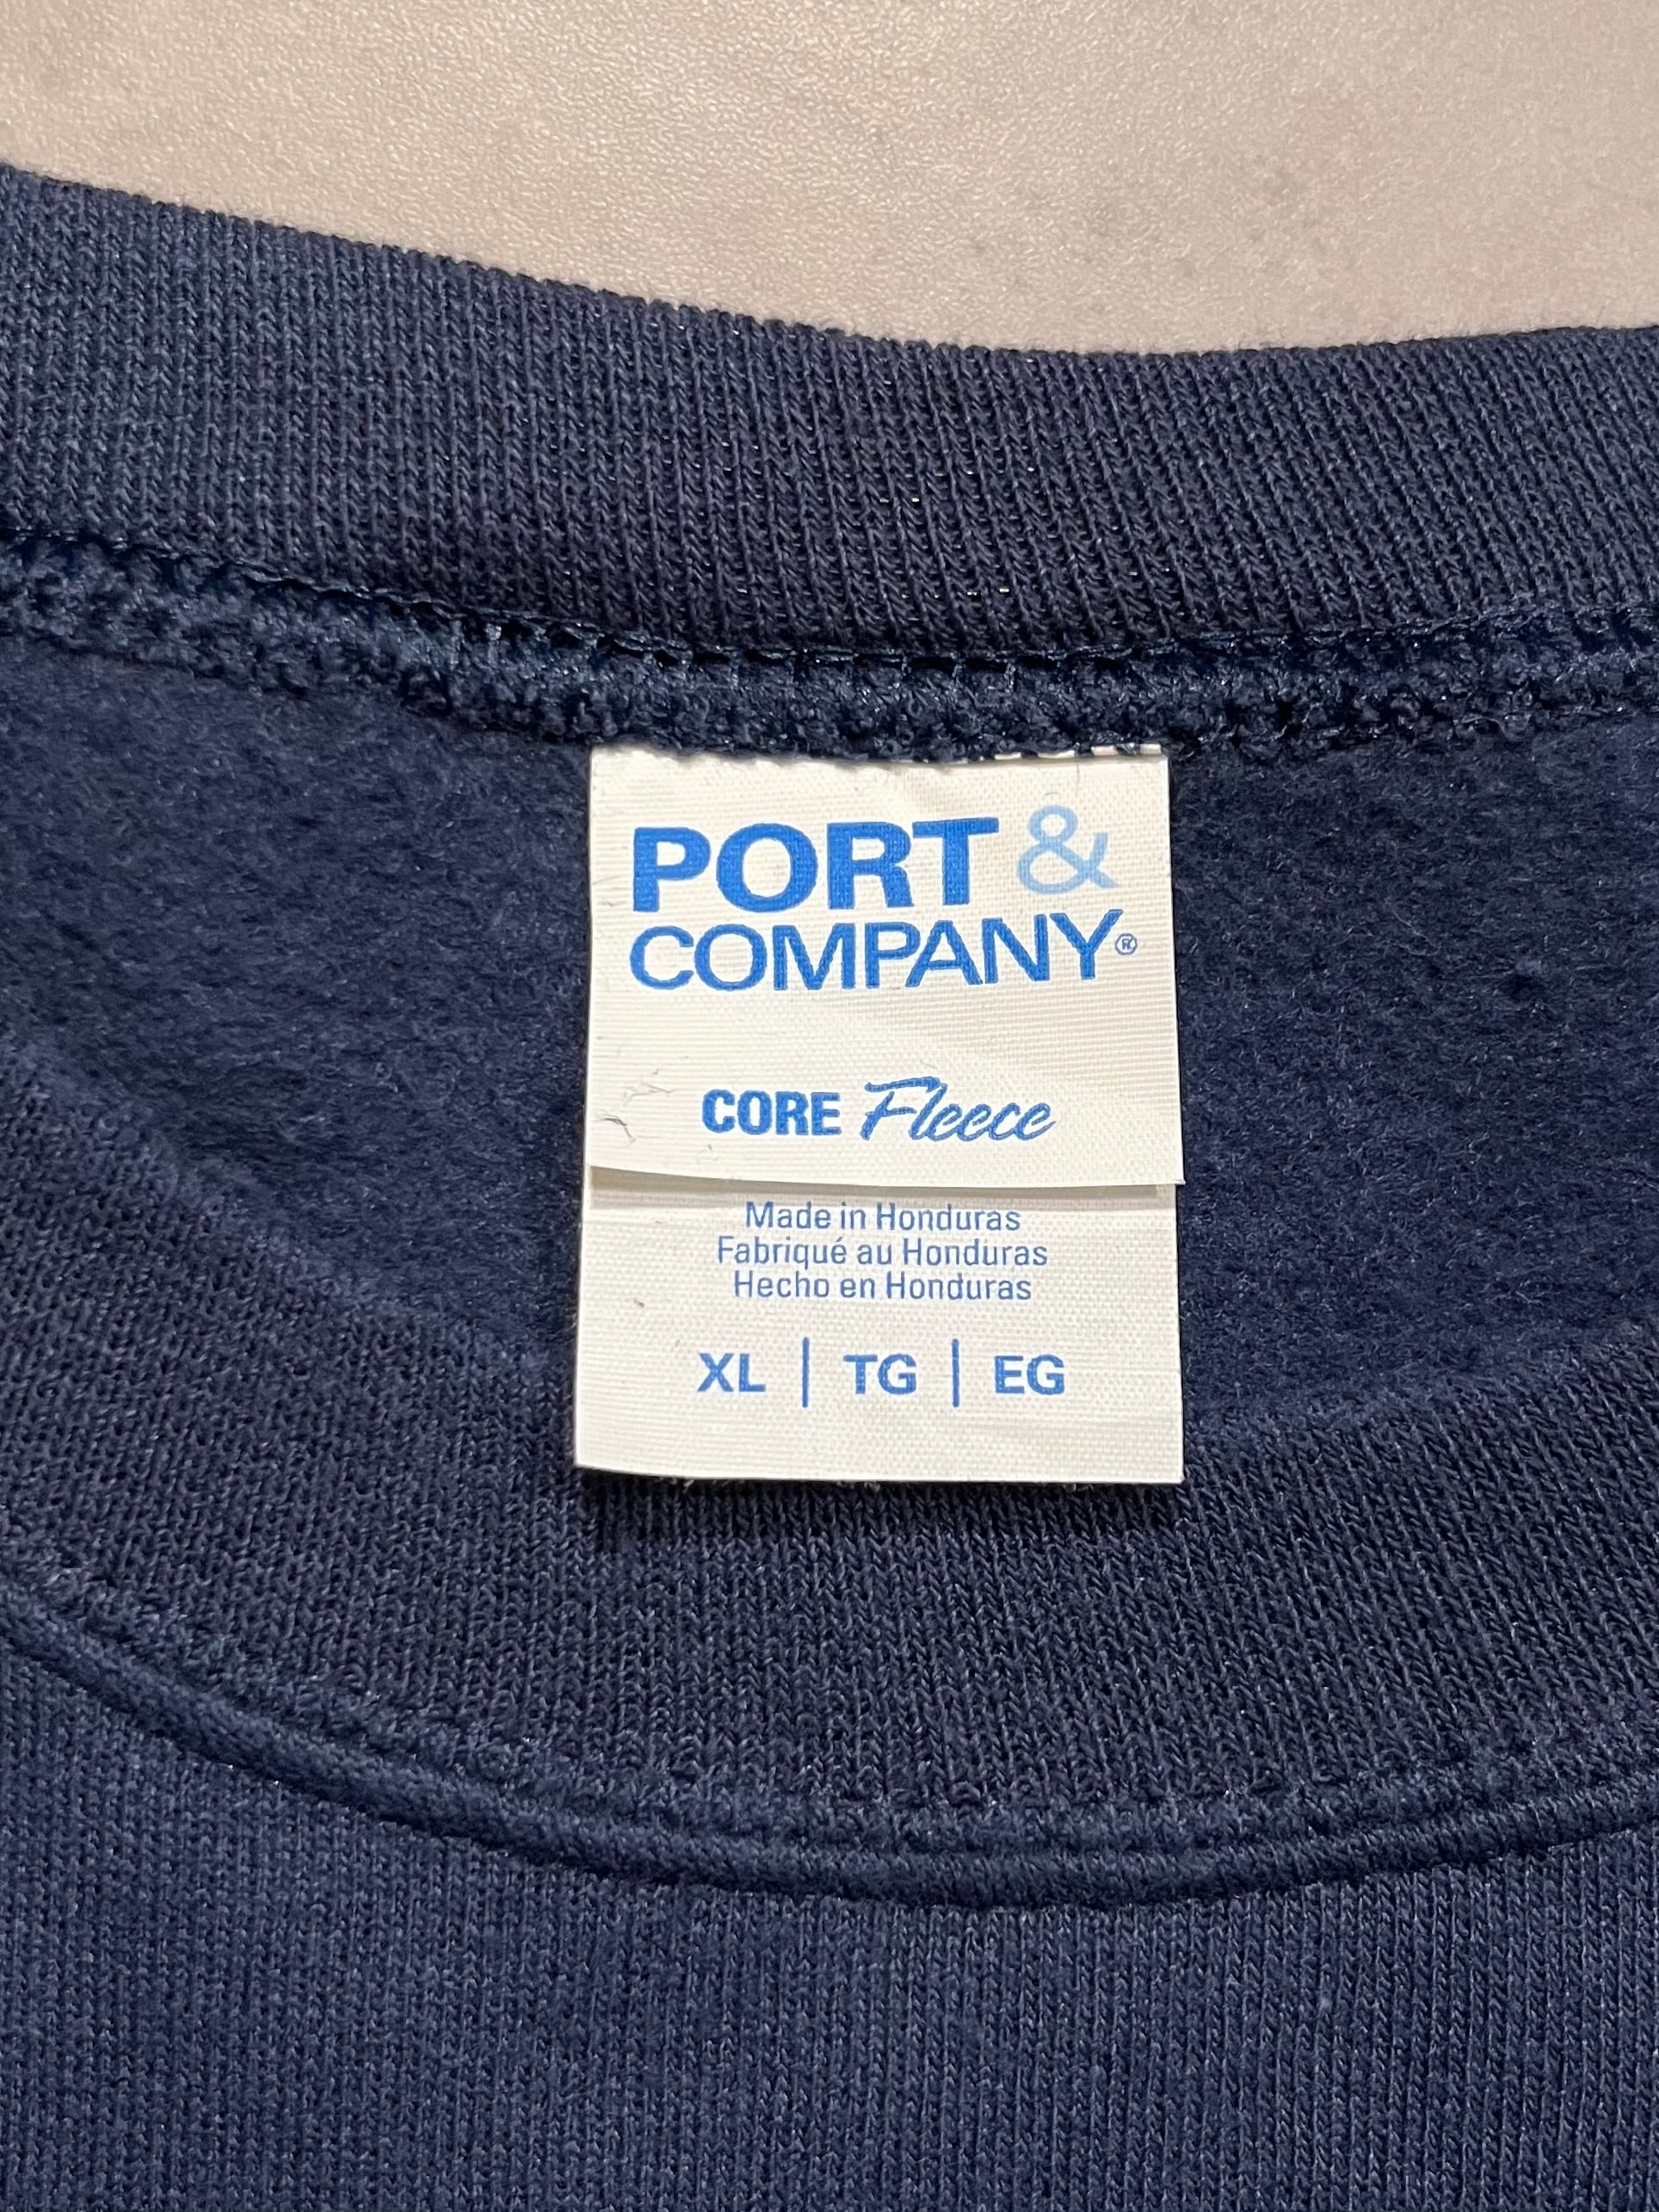 PORT &
COMPANY®
CORE Fleece
Made in Honduras
Fabriqué au Honduras
Hecho en Honduras
XL | TG | EG